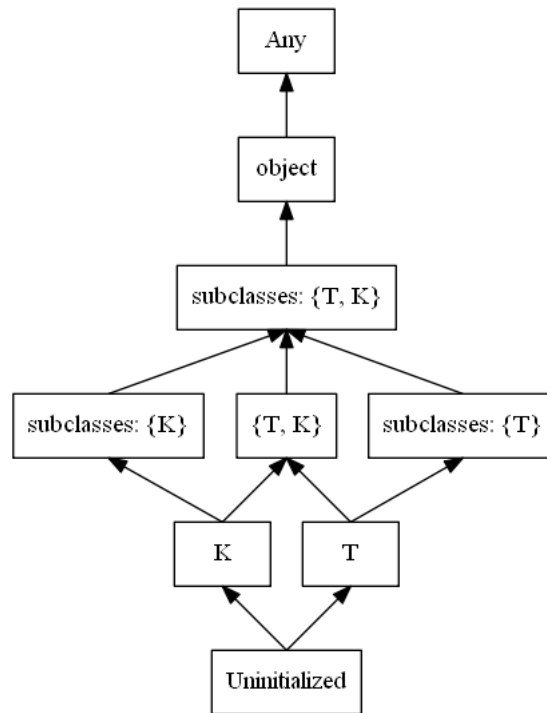 Any
object
subclasses: {T, K}
subclasses: {K}
{T, K}
subclasses: {T}
K
T
Uninitialized